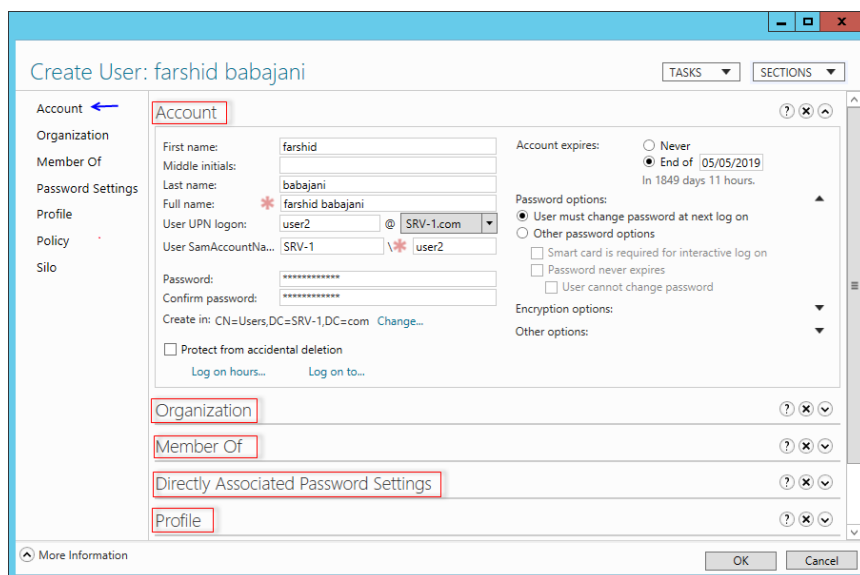 Create User: farshid babajani
TASKS
SECTIONS
Account
Organization
Member Of
Password Settings
Profile
Policy
Silo
Account
First name: farshid
Middle initials:
Last name: babajani
Full name: * farshid babajani
User UPN logon: user2 @ SRV-1.com
User SamAccountNa... SRV-1 \* user2
Password: ************
Confirm password: ************
Create in: CN=Users,DC=SRV-1,DC=com Change...
Protect from accidental deletion
Log on hours... Log on to...
Account expires: Never
End of 05/05/2019
In 1849 days 11 hours.
Password options:
User must change password at next log on
Other password options
Smart card is required for interactive log on
Password never expires
User cannot change password
Encryption options:
Other options:
Organization
Member Of
Directly Associated Password Settings
Profile
More Information
OK
Cancel